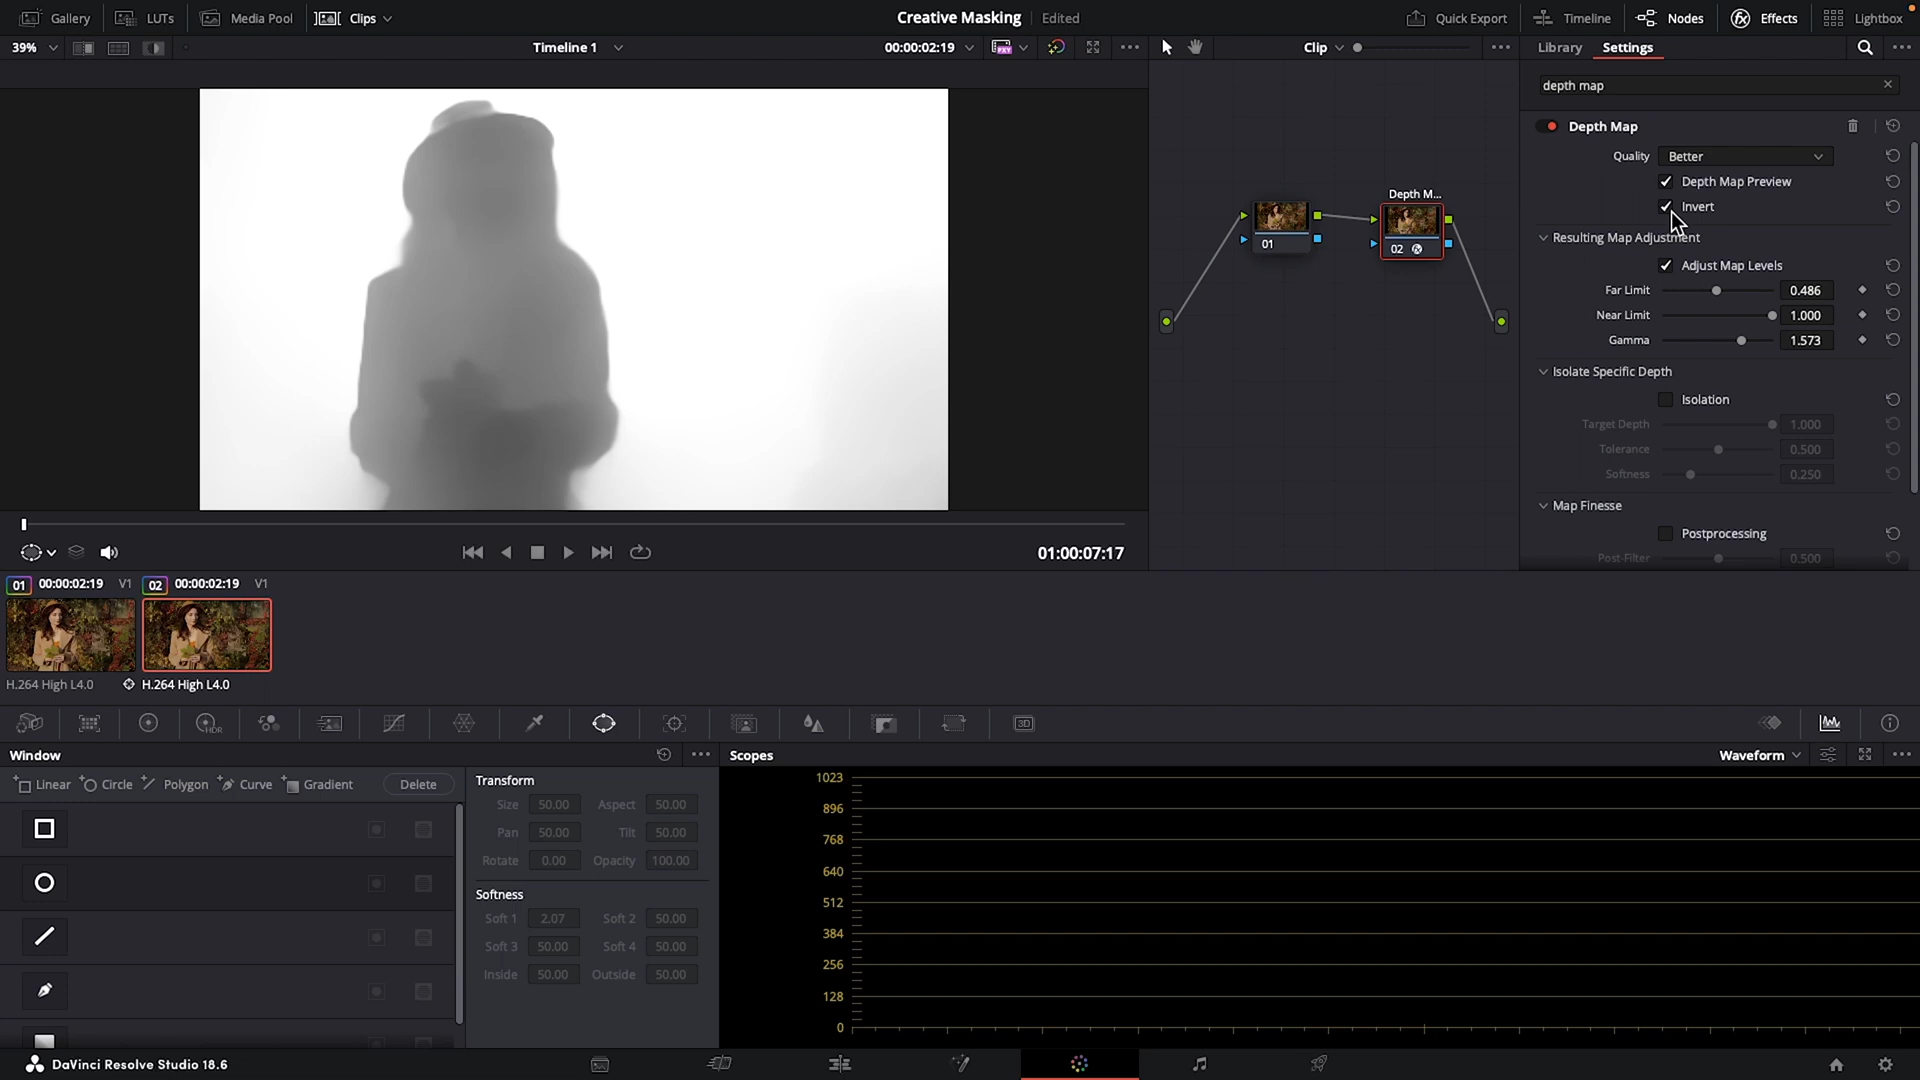 Gallery LUTs Media Pool Clips Creative Masking Edited Quick Export Timeline Nodes Effects Lightbox
39% Timeline 1 00:00:02:19 Clip Library Settings
depth map
Depth Map
Quality Better
Depth Map Preview
Invert
Resulting Map Adjustment
Adjust Map Levels
Far Limit 0.486
Near Limit 1.000
Gamma 1.573
Isolate Specific Depth
Isolation
Target Depth 1.000
Tolerance 0.500
Softness 0.250
Map Finesse
Postprocessing
Post-Filter 0.500
Depth M...
01
02
01:00:07:17
01 00:00:02:19 V1 02 00:00:02:19 V1
H.264 High L4.0 H.264 High L4.0
HDR
3D
Window
Linear Circle Polygon Curve Gradient Delete
Transform
Size 50.00 Aspect 50.00
Pan 50.00 Tilt 50.00
Rotate 0.00 Opacity 100.00
Softness
Soft 1 2.07 Soft 2 50.00
Soft 3 50.00 Soft 4 50.00
Inside 50.00 Outside 50.00
Scopes Waveform
1023
896
768
640
512
384
256
128
0
DaVinci Resolve Studio 18.6